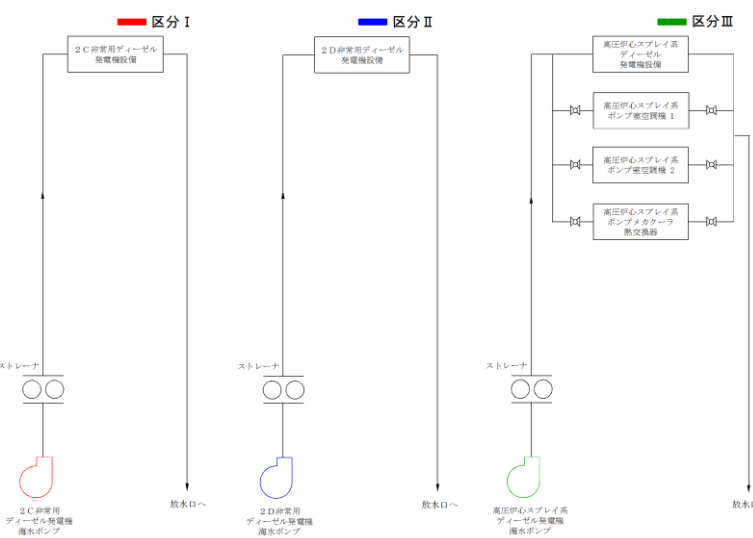 区分Ⅰ
2C非常用ディーゼル
発電機設備
ストレーナ
2C非常用
ディーゼル発電機
海水ポンプ
放水口へ
区分Ⅱ
2D非常用ディーゼル
発電機設備
ストレーナ
2D非常用
ディーゼル発電機
海水ポンプ
放水口へ
区分Ⅲ
高圧炉心スプレイ系
ディーゼル
発電機設備
高圧炉心スプレイ系
ポンプ室空調機 1
高圧炉心スプレイ系
ポンプ室空調機 2
高圧炉心スプレイ系
ポンプメカクーラ
熱交換器
ストレーナ
高圧炉心スプレイ系
ディーゼル発電機
海水ポンプ
放水口